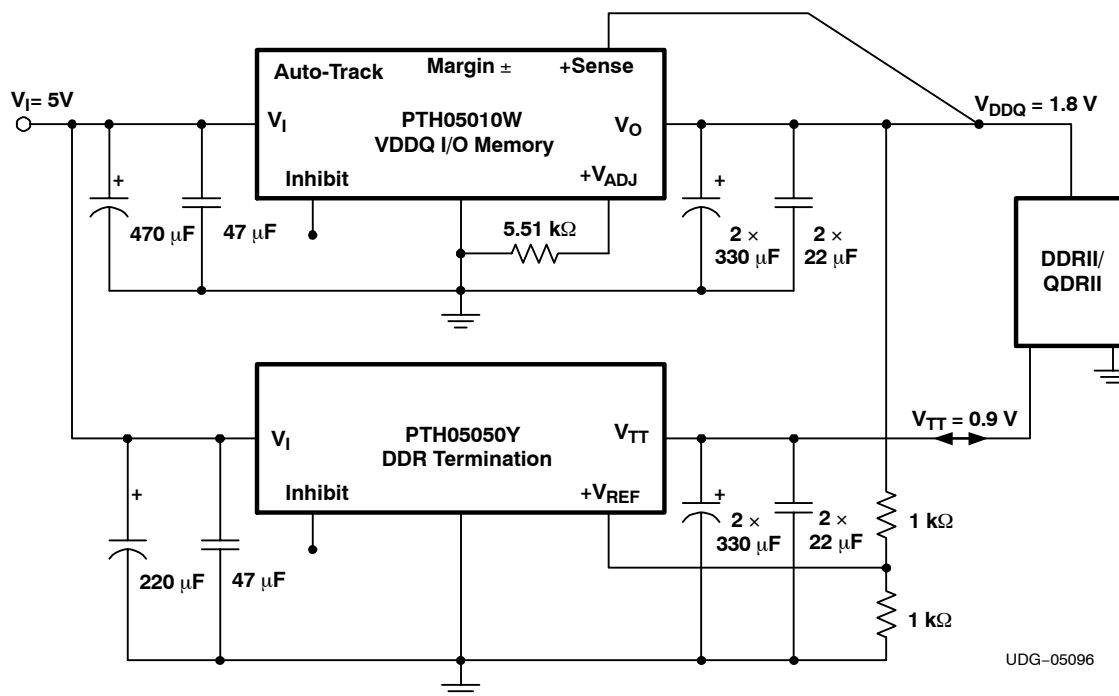 Auto-Track
Margin ±
+Sense
V_I= 5V
V_I
PTH05010W
VDDQ I/O Memory
V_O
V_DDQ = 1.8 V
Inhibit
+V_ADJ
+
470 μF
47 μF
5.51 kΩ
+
2 ×
330 μF
2 ×
22 μF
DDRII/
QDRII
V_I
PTH05050Y
DDR Termination
V_TT
V_TT = 0.9 V
Inhibit
+V_REF
+
220 μF
47 μF
+
2 ×
330 μF
2 ×
22 μF
1 kΩ
1 kΩ
UDG−05096